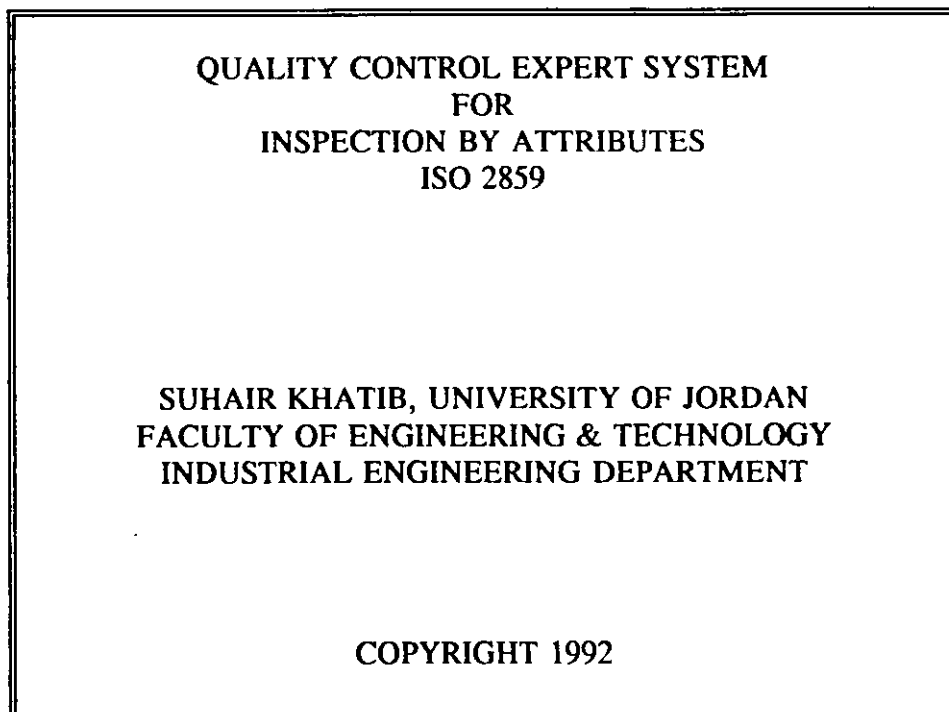 QUALITY CONTROL EXPERT SYSTEM
FOR
INSPECTION BY ATTRIBUTES
ISO 2859
SUHAIR KHATIB, UNIVERSITY OF JORDAN
FACULTY OF ENGINEERING & TECHNOLOGY
INDUSTRIAL ENGINEERING DEPARTMENT
COPYRIGHT 1992